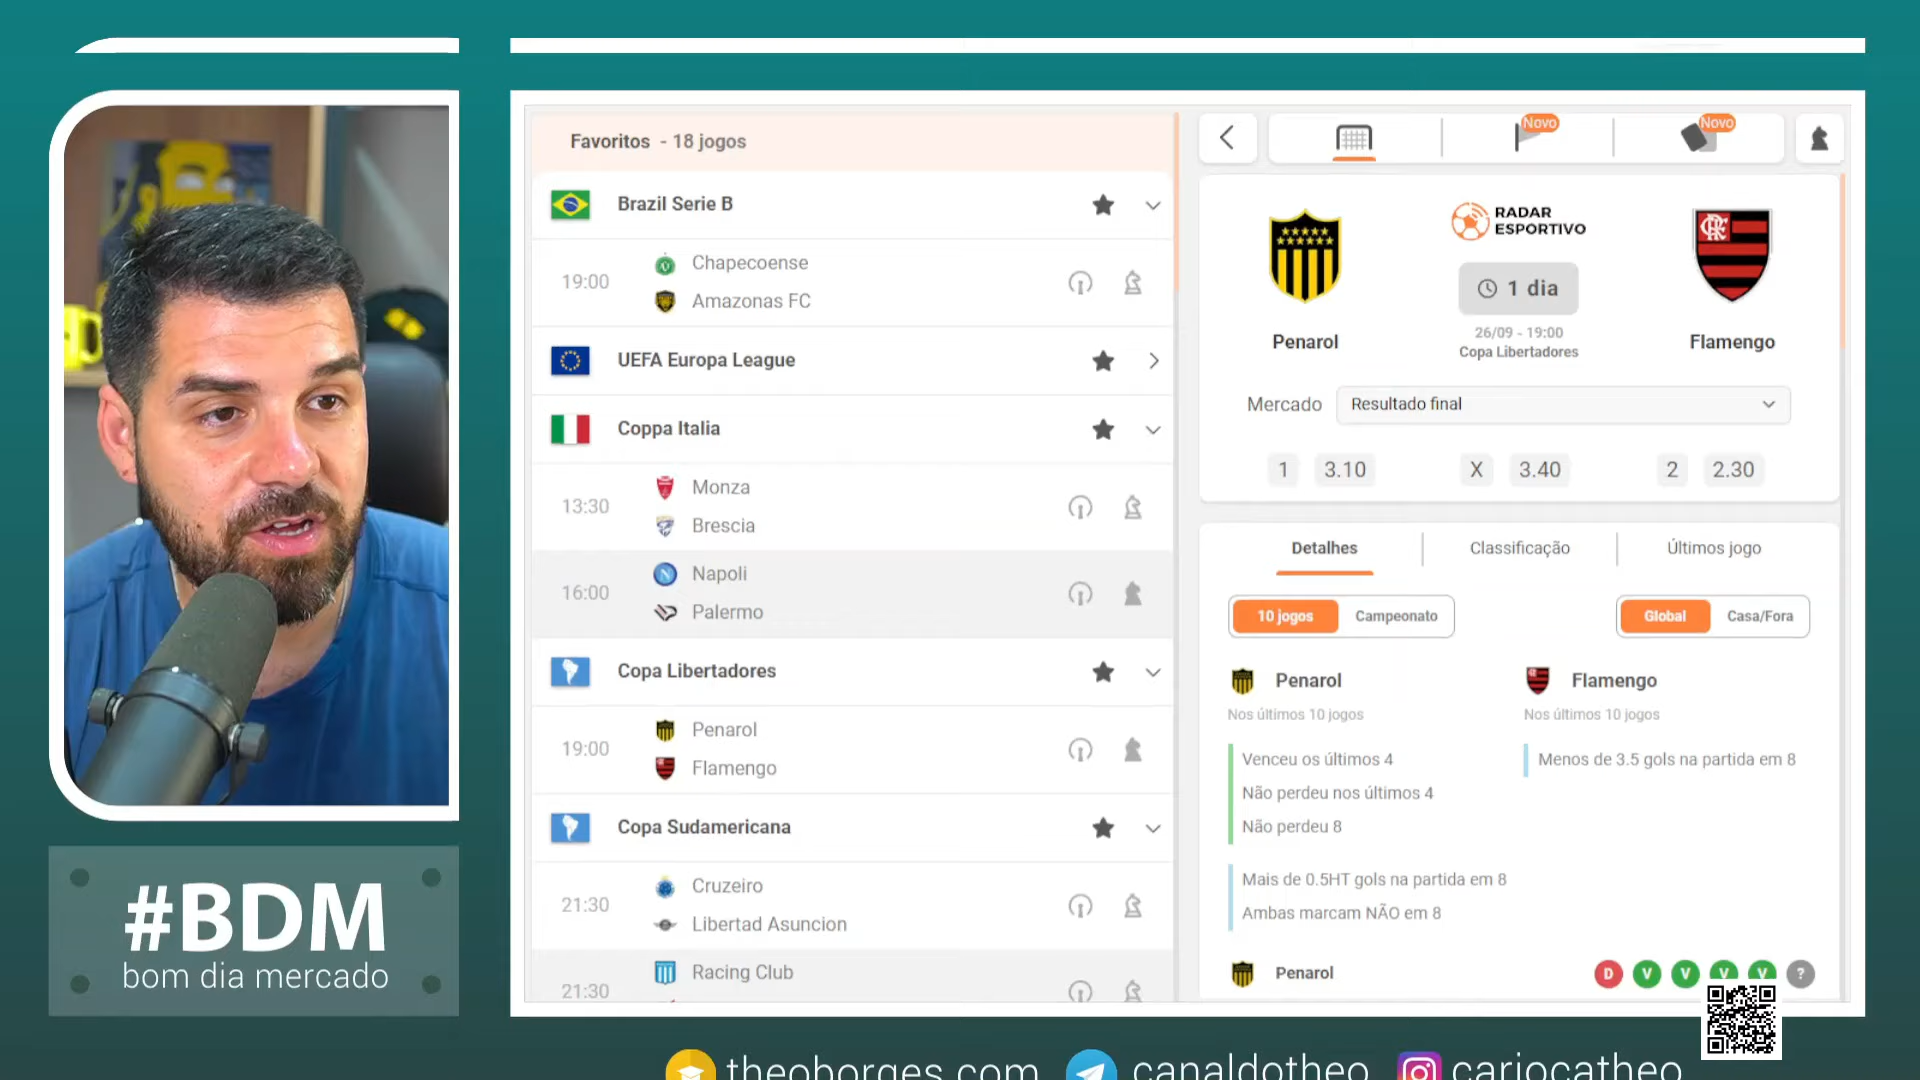 Favoritos - 18 jogos
Brazil Serie B
19:00
Chapecoense
Amazonas FC
UEFA Europa League
Coppa Italia
13:30
Monza
Brescia
16:00
Napoli
Palermo
Copa Libertadores
19:00
Penarol
Flamengo
Copa Sudamericana
21:30
Cruzeiro
Libertad Asuncion
21:30
Racing Club
Novo
Novo
RADAR
ESPORTIVO
1 dia
26/09 - 19:00
Copa Libertadores
Penarol
Flamengo
Mercado
Resultado final
1 3.10 X 3.40 2 2.30
Detalhes
Classificação
Últimos jogo
10 jogos
Campeonato
Global
Casa/Fora
Penarol
Nos últimos 10 jogos
Venceu os últimos 4
Não perdeu nos últimos 4
Não perdeu 8
Mais de 0.5HT gols na partida em 8
Ambas marcam NÃO em 8
Flamengo
Nos últimos 10 jogos
Menos de 3.5 gols na partida em 8
Penarol
D V V V V ?
#BDM
bom dia mercado
theoborges.com
canaldotheo
cariocatheo